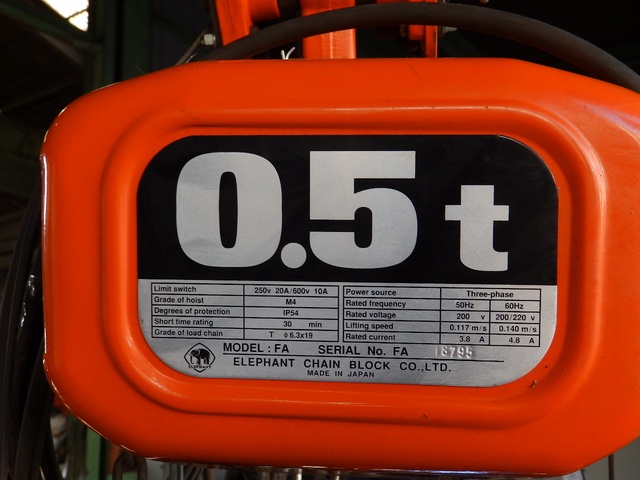 0.5 t
Limit switch 250v 20A/600v 10A
Grade of hoist M4
Degrees of protection IP54
Short time rating 30 min
Grade of load chain T φ6.3x19
Power source Three-phase
Rated frequency 50Hz 60Hz
Rated voltage 200 v 200/220 v
Lifting speed 0.117 m/s 0.140 m/s
Rated current 3.8 A 4.8 A
ELEPHANT
MODEL : FA SERIAL No. FA 18795
ELEPHANT CHAIN BLOCK CO.,LTD.
MADE IN JAPAN